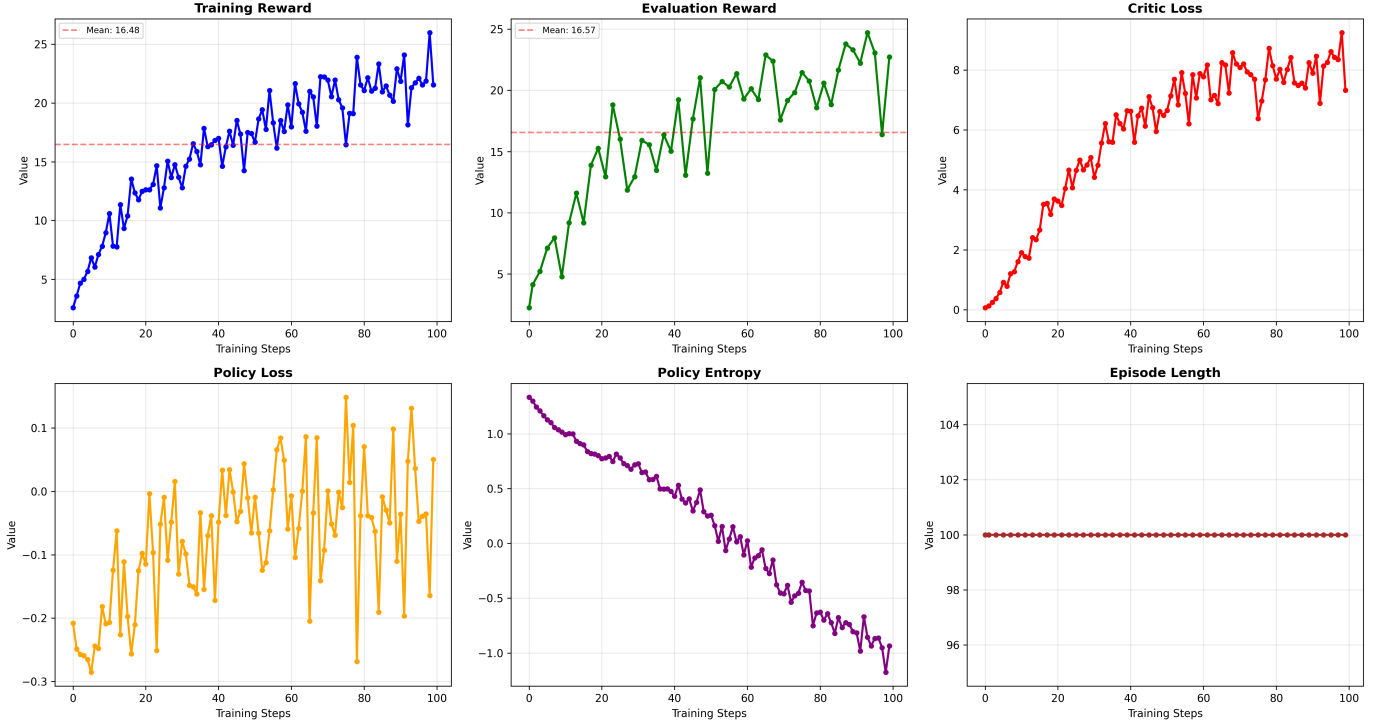 Training Reward
Mean: 16.48
25
20
15
10
5
Value
0 20 40 60 80 100
Training Steps
Evaluation Reward
Mean: 16.57
25
20
15
10
5
Value
0 20 40 60 80 100
Training Steps
Critic Loss
8
6
4
2
0
Value
0 20 40 60 80 100
Training Steps
Policy Loss
0.1
0.0
−0.1
−0.2
−0.3
Value
0 20 40 60 80 100
Training Steps
Policy Entropy
1.0
0.5
0.0
−0.5
−1.0
Value
0 20 40 60 80 100
Training Steps
Episode Length
104
102
100
98
96
Value
0 20 40 60 80 100
Training Steps